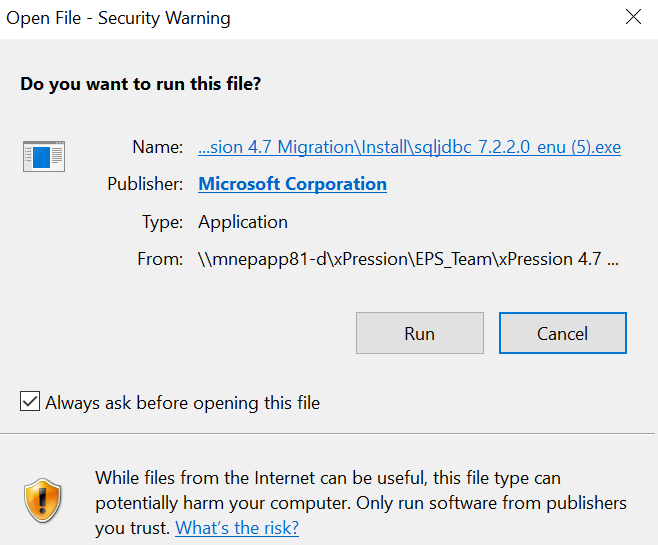 Open File - Security Warning
Do you want to run this file?
Name: ...sion 4.7 Migration\Install\sqljdbc_7.2.2.0_enu (5).exe
Publisher: Microsoft Corporation
Type: Application
From: \\mnepapp81-d\xPression\EPS_Team\xPression 4.7 ...
Run Cancel
Always ask before opening this file
While files from the Internet can be useful, this file type can
potentially harm your computer. Only run software from publishers
you trust. What's the risk?